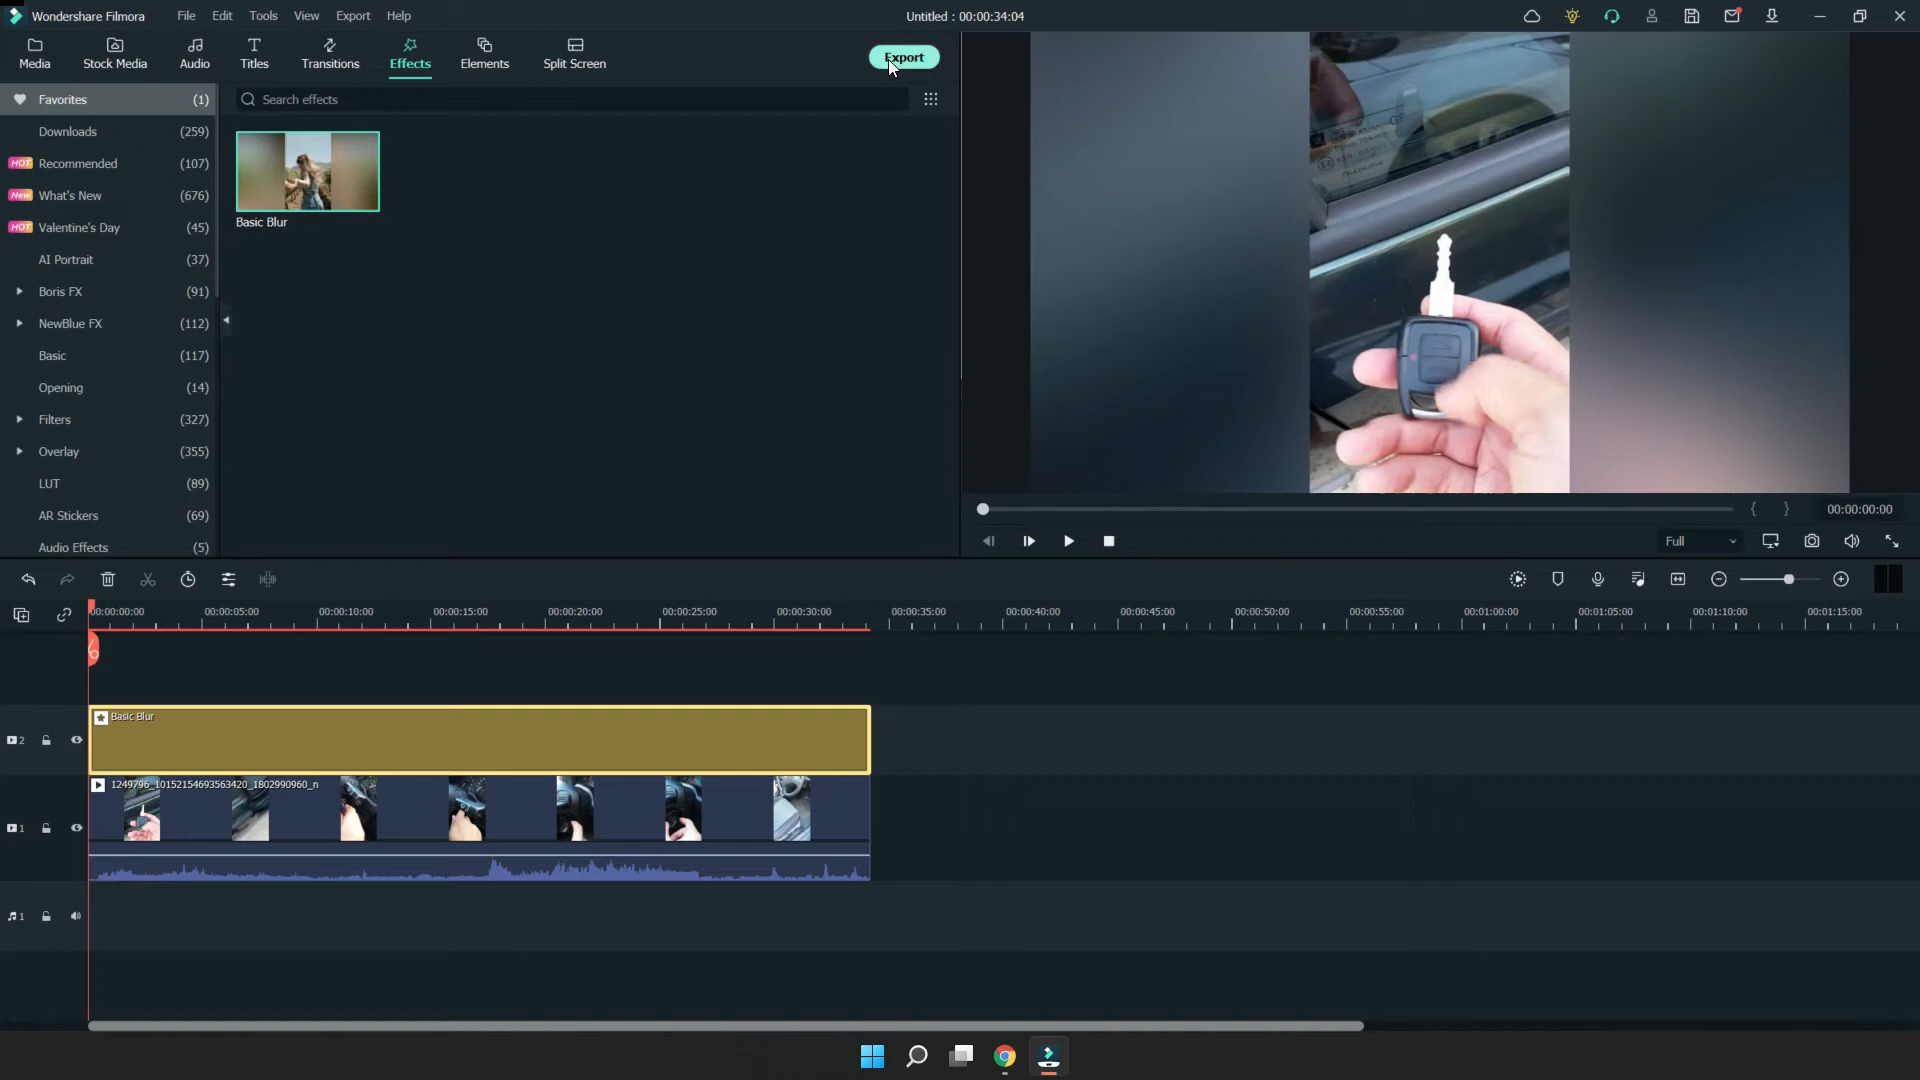 Wondershare Filmora File Edit Tools View Export Help Untitled : 00:00:34:04
Media Stock Media Audio Titles Transitions Effects Elements Split Screen Export
Favorites (1)
Search effects
Downloads (259)
HOT Recommended (107)
New What's New (676)
HOT Valentine's Day (45)
AI Portrait (37)
Boris FX (91)
NewBlue FX (112)
Basic (117)
Opening (14)
Filters (327)
Overlay (355)
LUT (89)
AR Stickers (69)
Audio Effects (5)
Basic Blur
GF
{ } 00:00:00:00
Full
00:00:00:00 00:00:05:00 00:00:10:00 00:00:15:00 00:00:20:00 00:00:25:00 00:00:30:00 00:00:35:00 00:00:40:00 00:00:45:00 00:00:50:00 00:00:55:00 00:01:00:00 00:01:05:00 00:01:10:00 00:01:15:00
Basic Blur
2
1249796_10152154693563420_1802990960_n
1
1